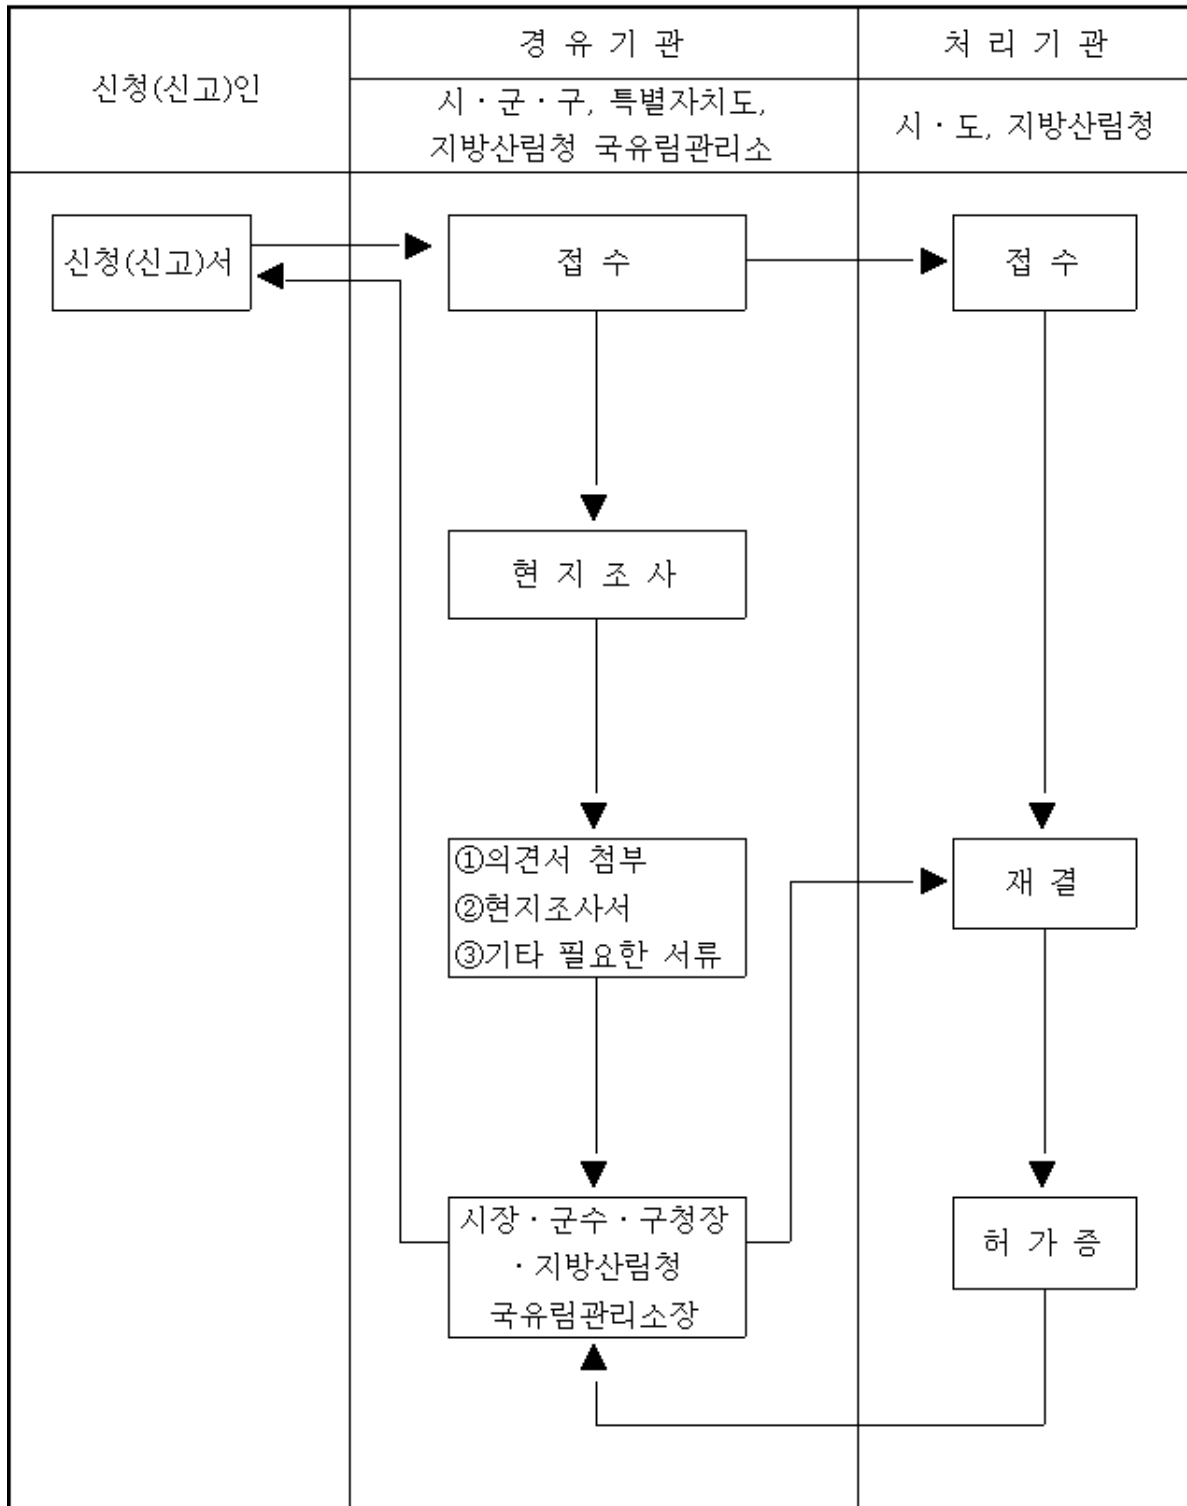 신청(신고)인
경 유 기 관
처 리 기 관
시 · 군 · 구, 특별자치도,
지방산림청 국유림관리소
시 · 도, 지방산림청
신청(신고)서
접 수
접 수
현 지 조 사
①의견서 첨부
②현지조사서
③기타 필요한 서류
재 결
시장 · 군수 · 구청장
· 지방산림청
국유림관리소장
허 가 증